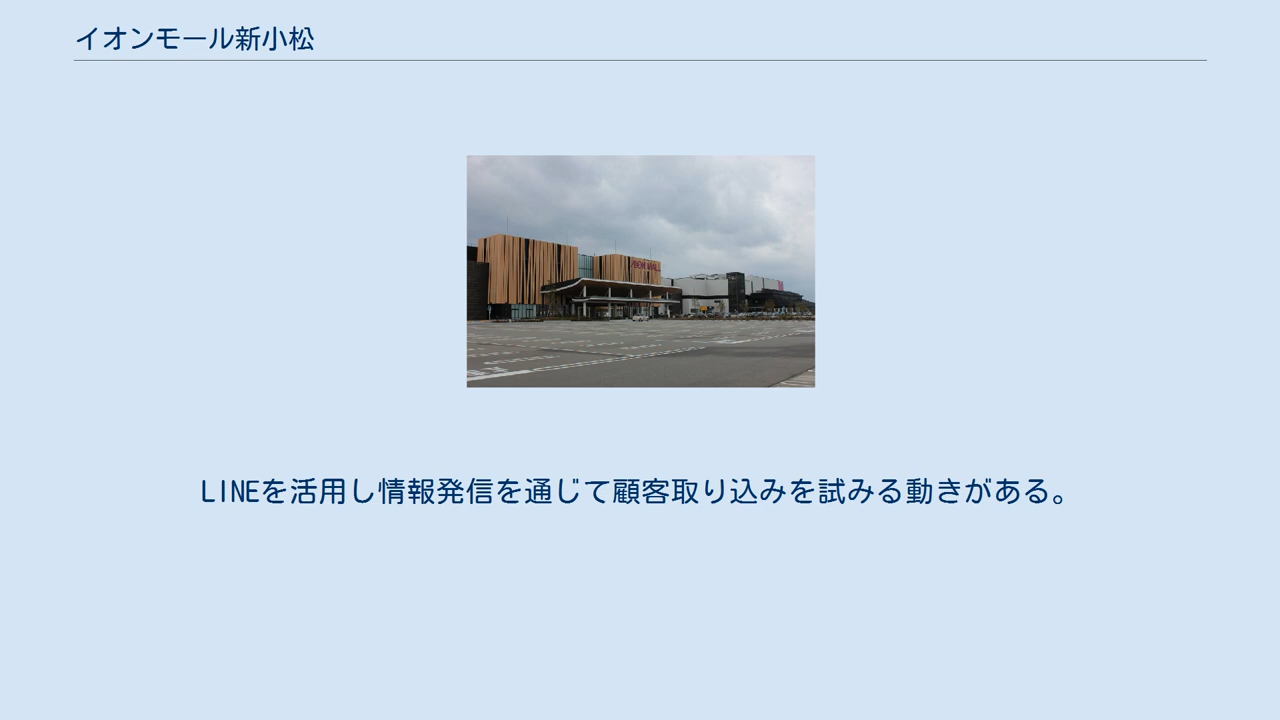 イオンモール新小松
ÆON MALL
LINEを活用し情報発信を通じて顧客取り込みを試みる動きがある。